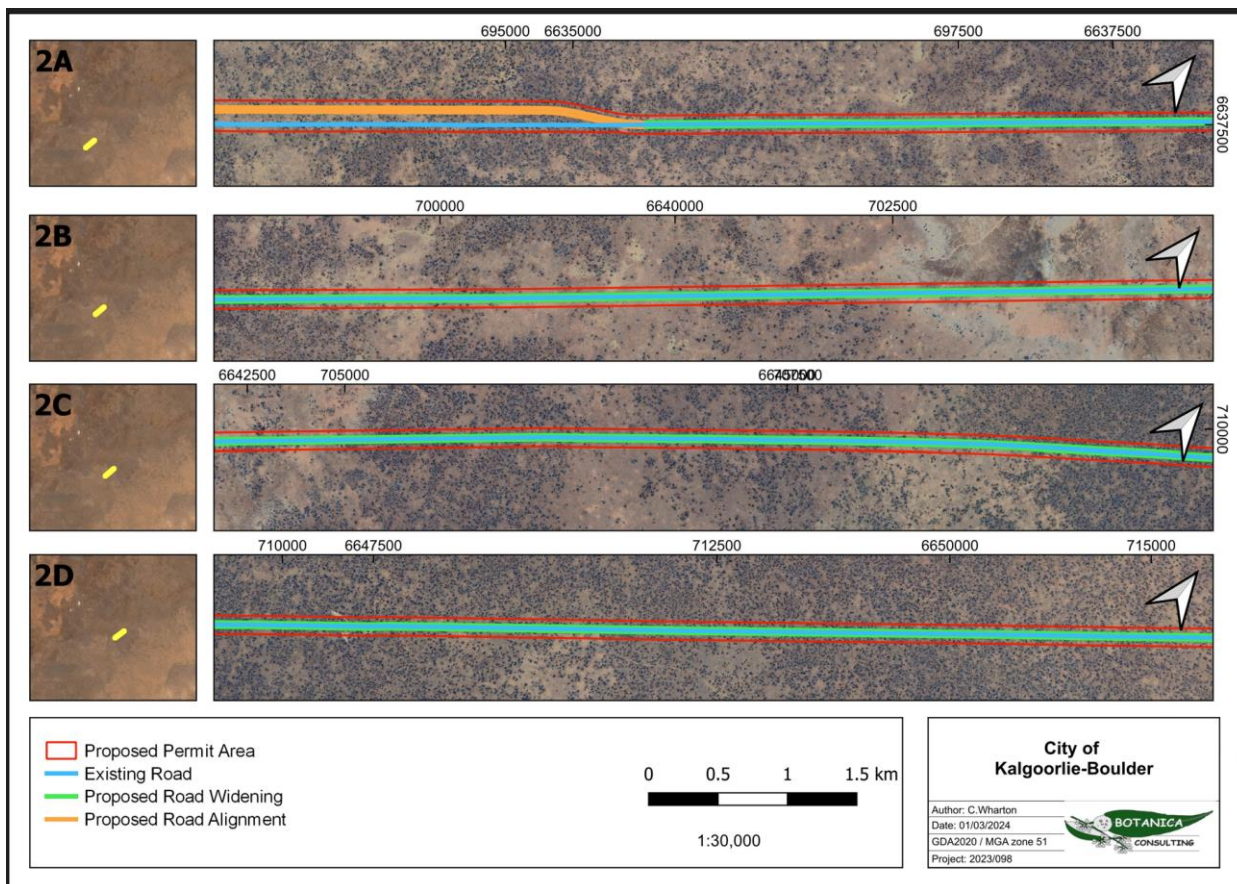 2A
695000 6635000 697500 6637500
6637500
2B
700000 6640000 702500
2C
6642500 705000
710000
2D
710000 6647500 712500 6650000 715000
Proposed Permit Area
Existing Road
Proposed Road Widening
Proposed Road Alignment
0 0.5 1 1.5 km
1:30,000
City of
Kalgoorlie-Boulder
Author: C.Wharton
Date: 01/03/2024
GDA2020 / MGA zone 51
Project: 2023/098
BOTANICA
CONSULTING